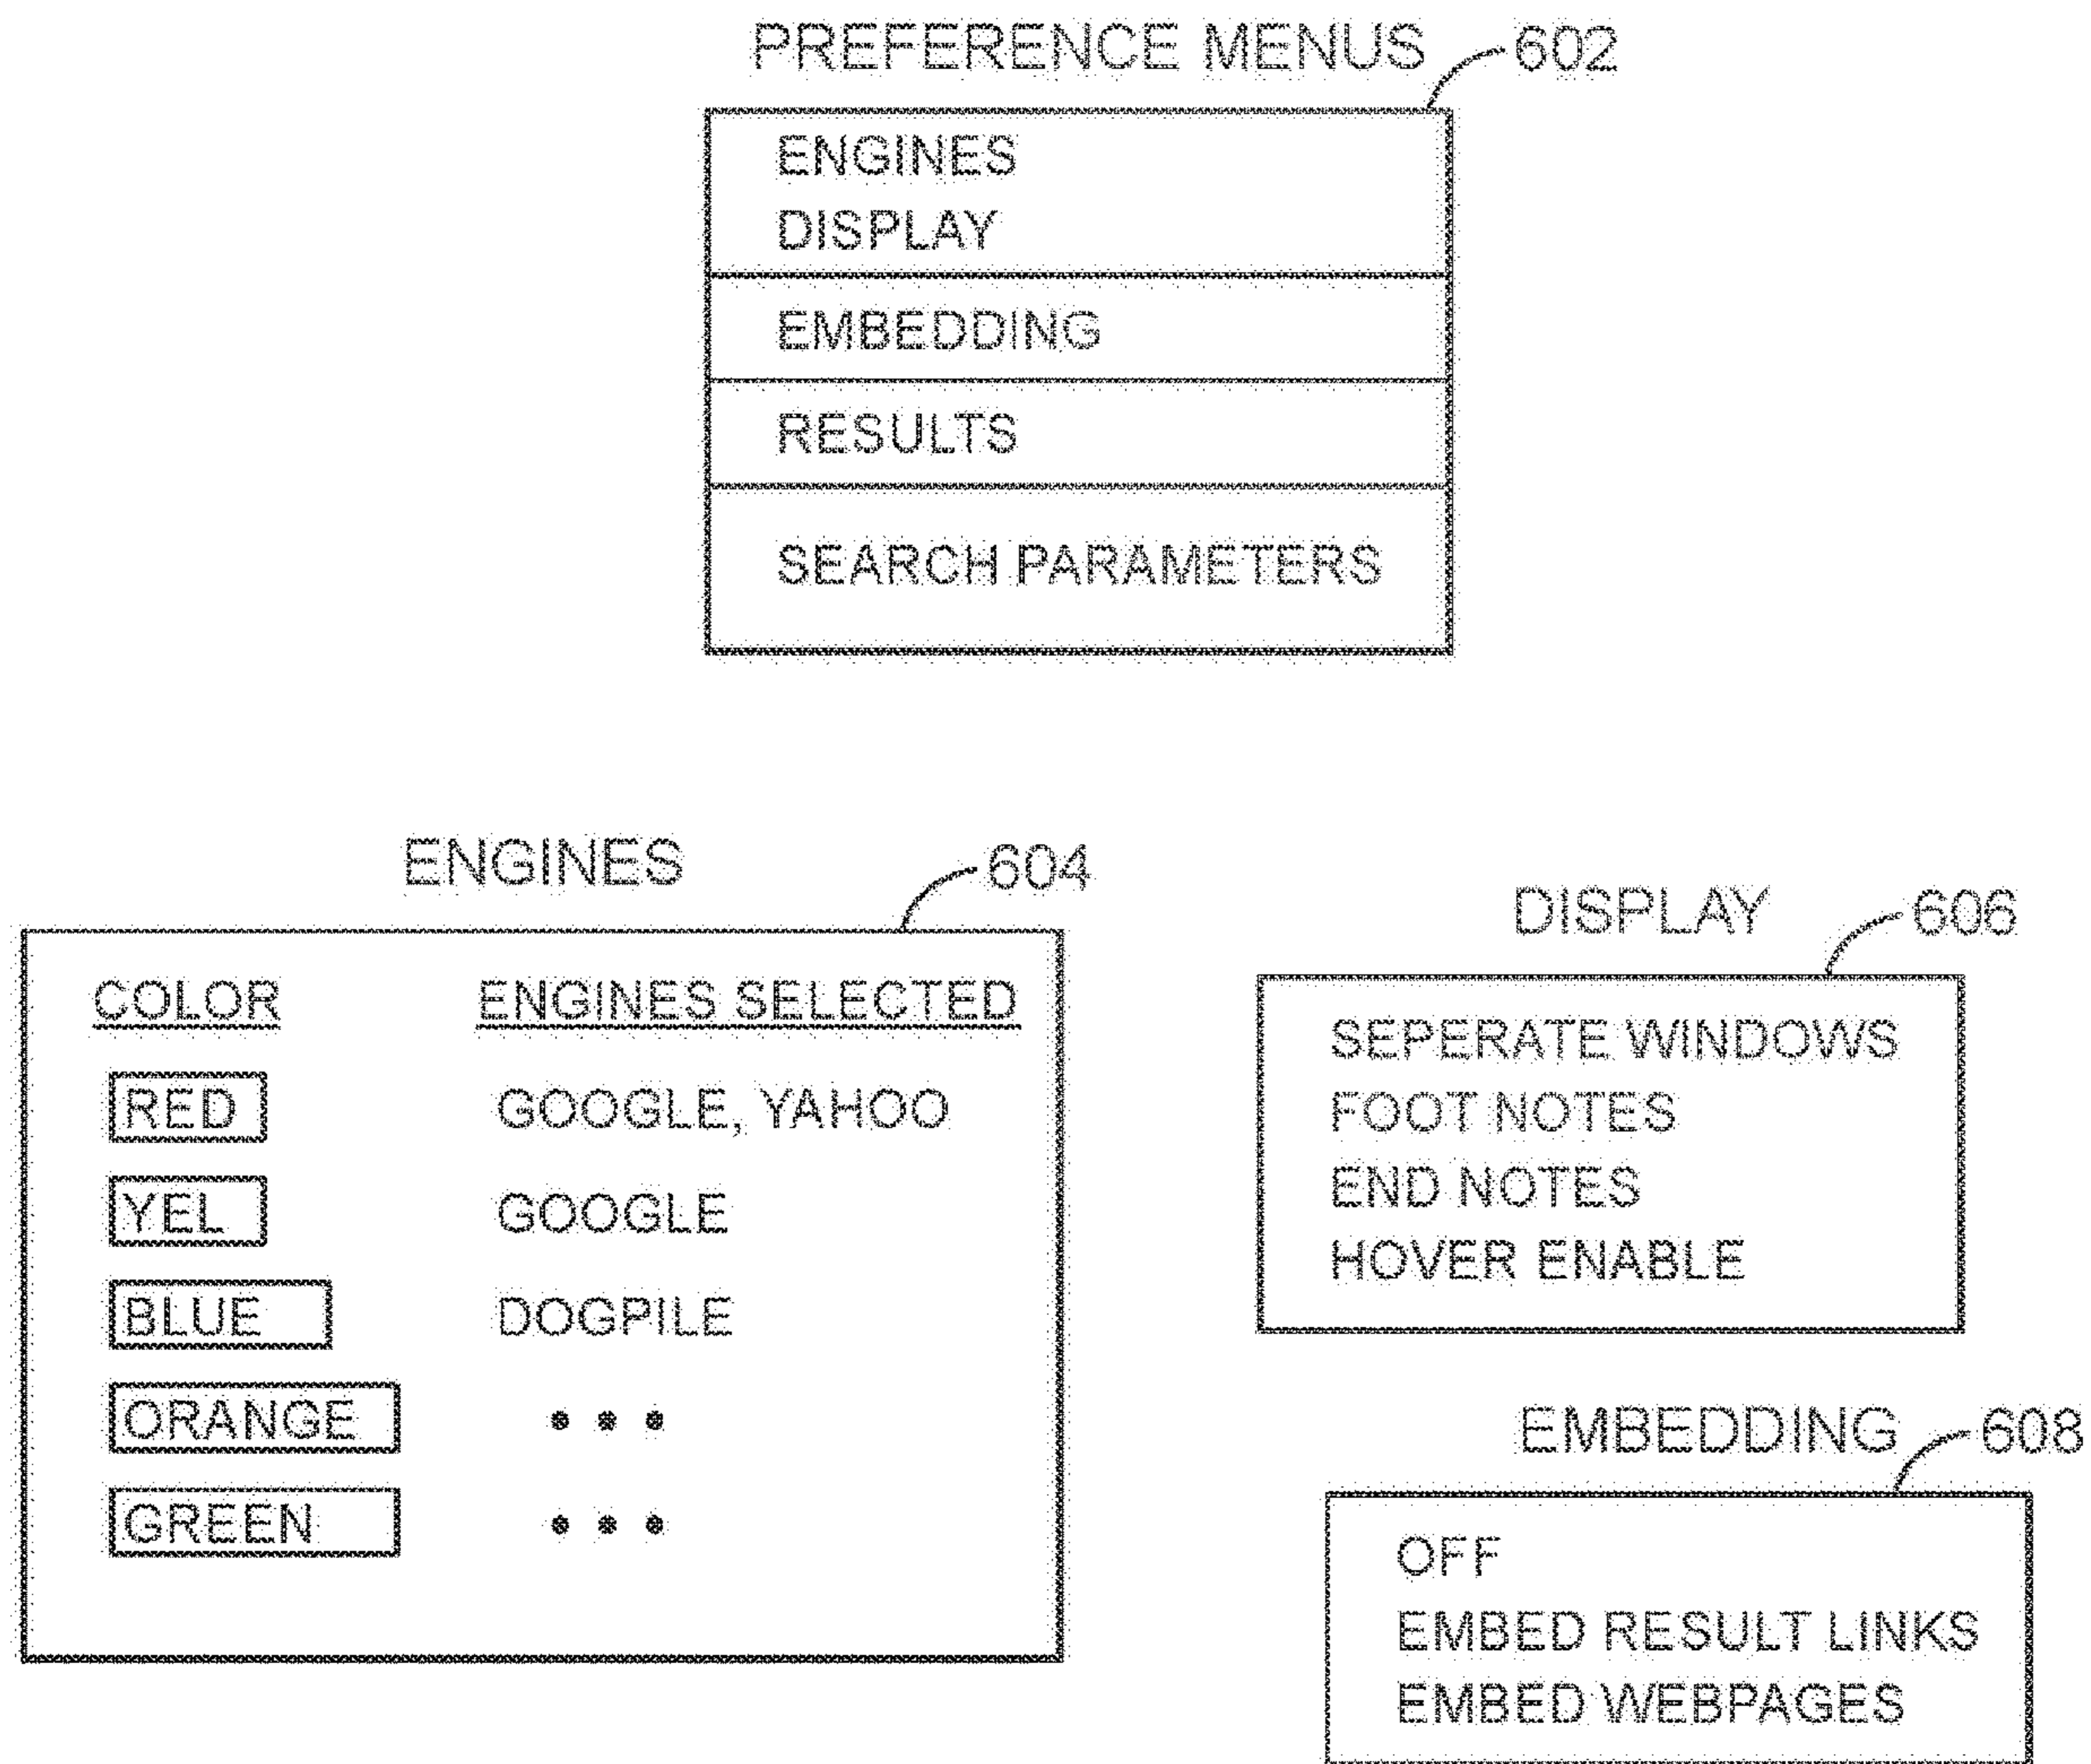 PREFERENCE MENUS 602
ENGINES
DISPLAY
EMBEDDING
RESULTS
SEARCH PARAMETERS
ENGINES 604
COLOR ENGINES SELECTED
RED GOOGLE, YAHOO
YEL GOOGLE
BLUE DOGPILE
ORANGE • • •
GREEN • • •
DISPLAY 606
SEPERATE WINDOWS
FOOT NOTES
END NOTES
HOVER ENABLE
EMBEDDING 608
OFF
EMBED RESULT LINKS
EMBED WEBPAGES